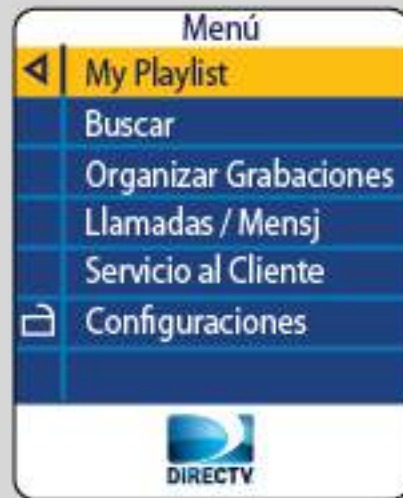 Menú
My Playlist
Buscar
Organizar Grabaciones
Llamadas / Mensj
Servicio al Cliente
Configuraciones
DIRECTV